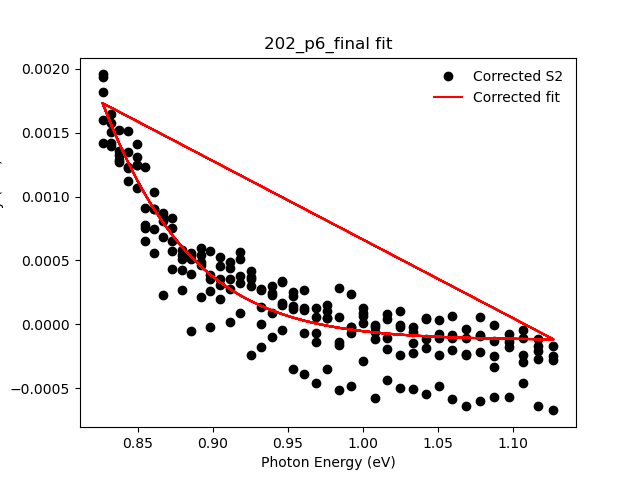 202_p6_final fit
Corrected S2
Corrected fit
0.0020
0.0015
0.0010
0.0005
0.0000
−0.0005
0.85 0.90 0.95 1.00 1.05 1.10
Photon Energy (eV)